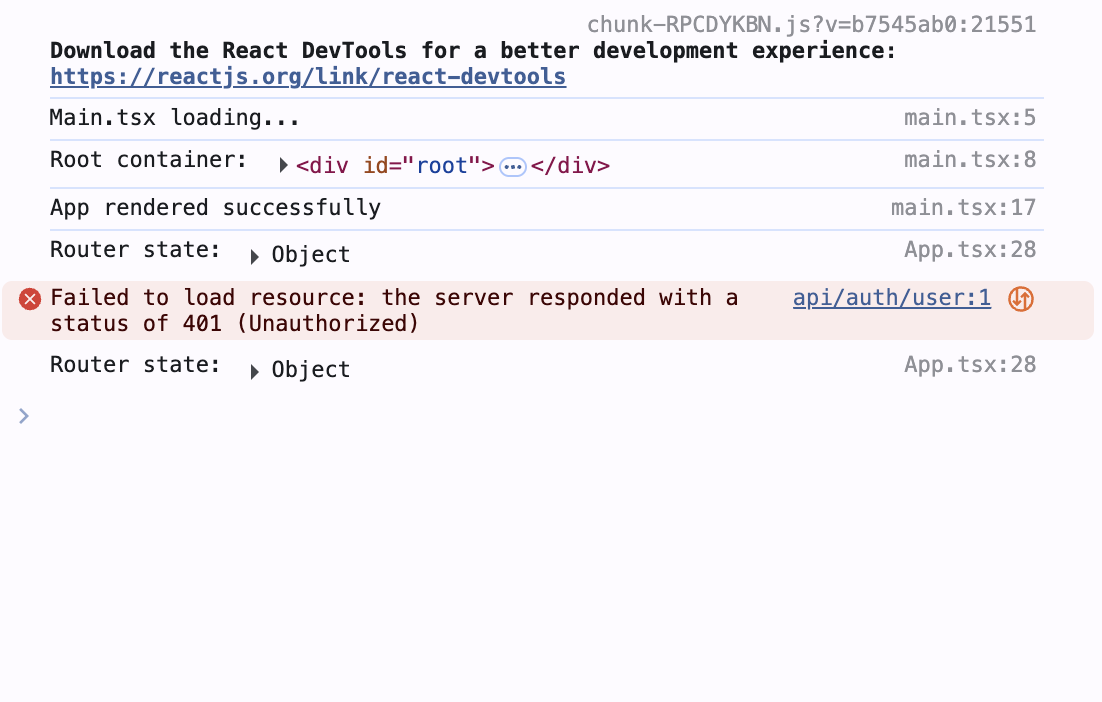 chunk-RPCDYKBN.js?v=b7545ab0:21551
Download the React DevTools for a better development experience:
https://reactjs.org/link/react-devtools
Main.tsx loading... main.tsx:5
Root container: <div id="root">…</div> main.tsx:8
App rendered successfully main.tsx:17
Router state: Object App.tsx:28
Failed to load resource: the server responded with a api/auth/user:1
status of 401 (Unauthorized)
Router state: Object App.tsx:28